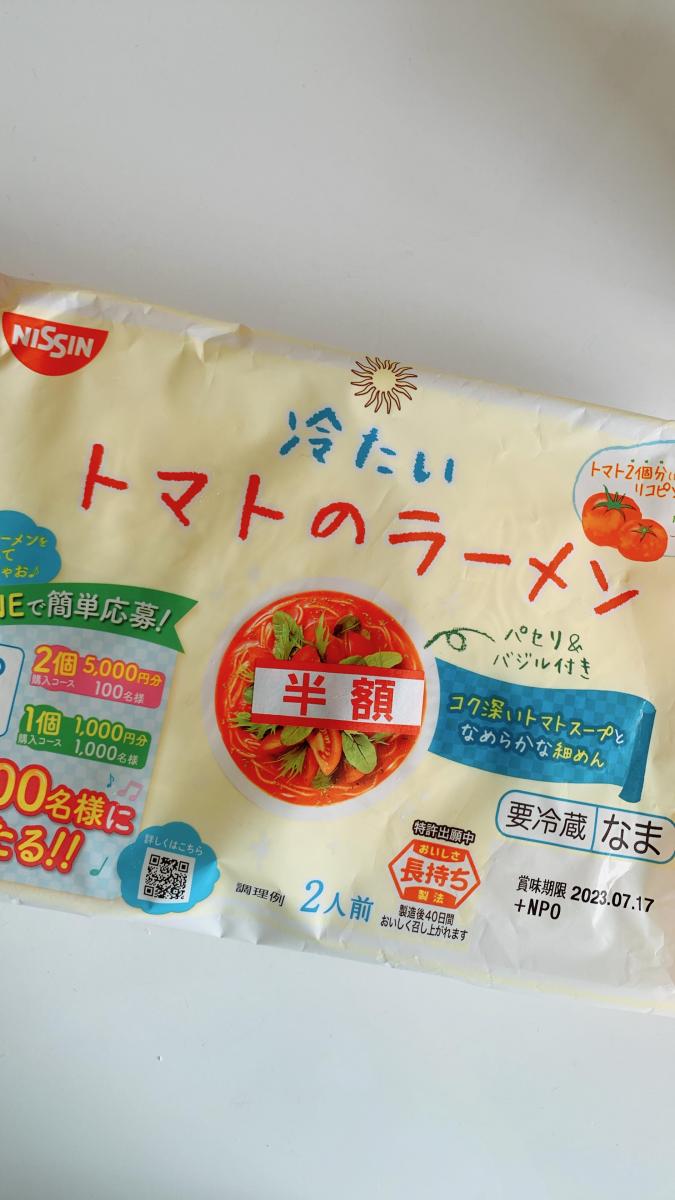 NISSIN
冷たい
トマトのラーメン
トマト2個分
リコピン
ーメンを
て
ゃお♪
NEで簡単応募!
2個 5,000円分
購入コース 100名様
1個 1,000円分
購入コース 1,000名様
00名様に
たる!!
詳しくはこちら
半額
パセリ&
バジル付き
コク深いトマトスープと
なめらかな細めん
要冷蔵 なま
賞味期限 2023.07.17
+NPO
特許出願中
おいしさ
長持ち
製法
製造後40日間
おいしく召し上がれます
調理例 2人前